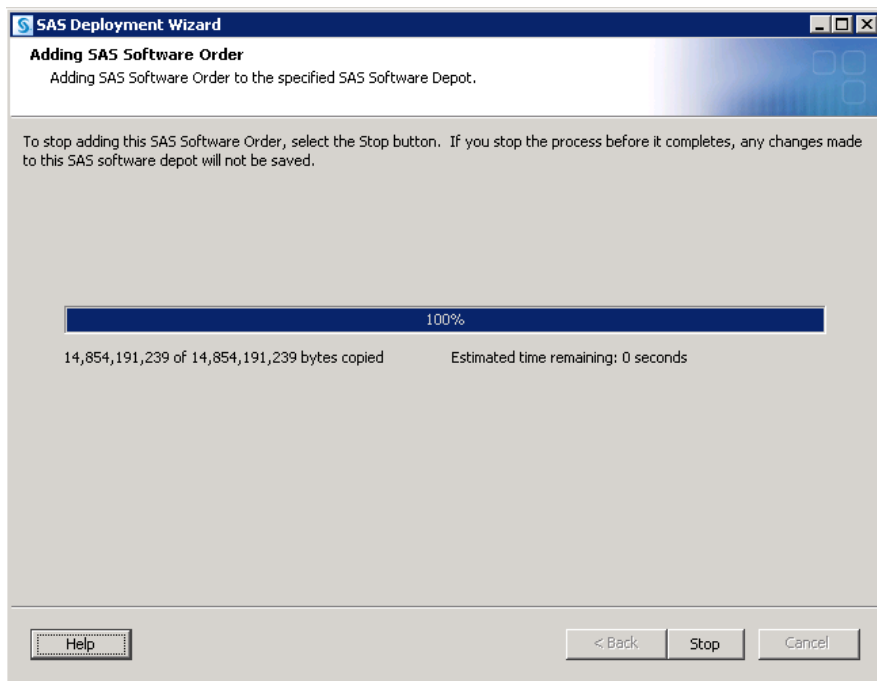 SAS Deployment Wizard
Adding SAS Software Order
Adding SAS Software Order to the specified SAS Software Depot.
To stop adding this SAS Software Order, select the Stop button. If you stop the process before it completes, any changes made
to this SAS software depot will not be saved.
100%
14,854,191,239 of 14,854,191,239 bytes copied Estimated time remaining: 0 seconds
Help < Back Stop Cancel